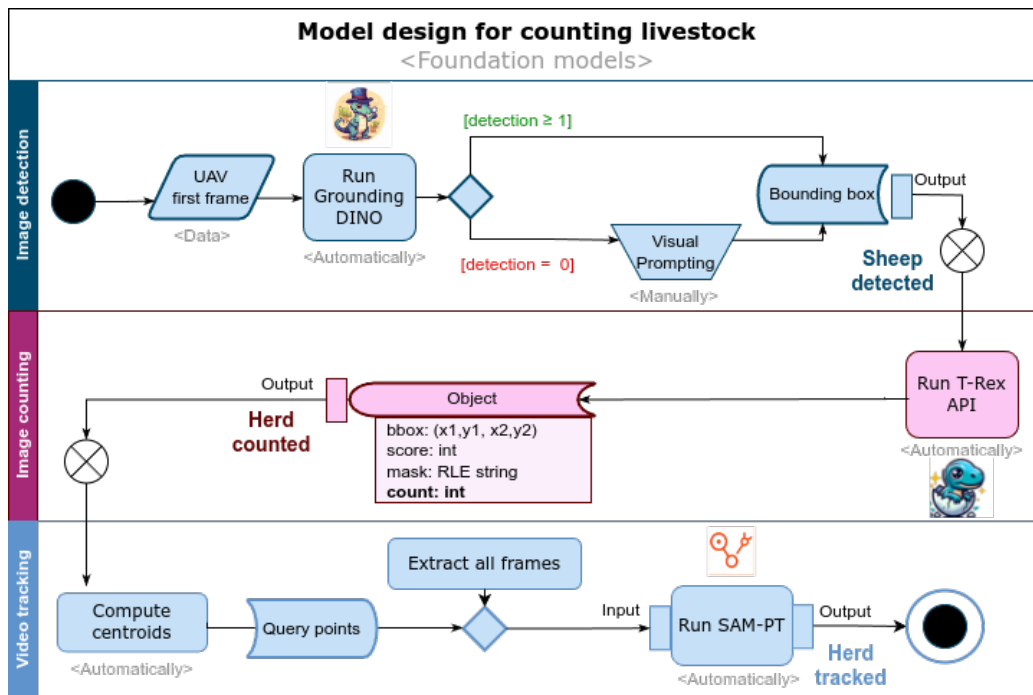 Model design for counting livestock
<Foundation models>
Image detection
UAV
first frame
<Data>
Run
Grounding
DINO
<Automatically>
[detection ≥ 1]
[detection = 0]
Visual
Prompting
<Manually>
Bounding box
Output
Sheep
detected
Image counting
Run T-Rex
API
<Automatically>
Object
bbox: (x1,y1, x2,y2)
score: int
mask: RLE string
count: int
Output
Herd
counted
Video tracking
Compute
centroids
<Automatically>
Query points
Extract all frames
Input
Run SAM-PT
<Automatically>
Output
Herd
tracked